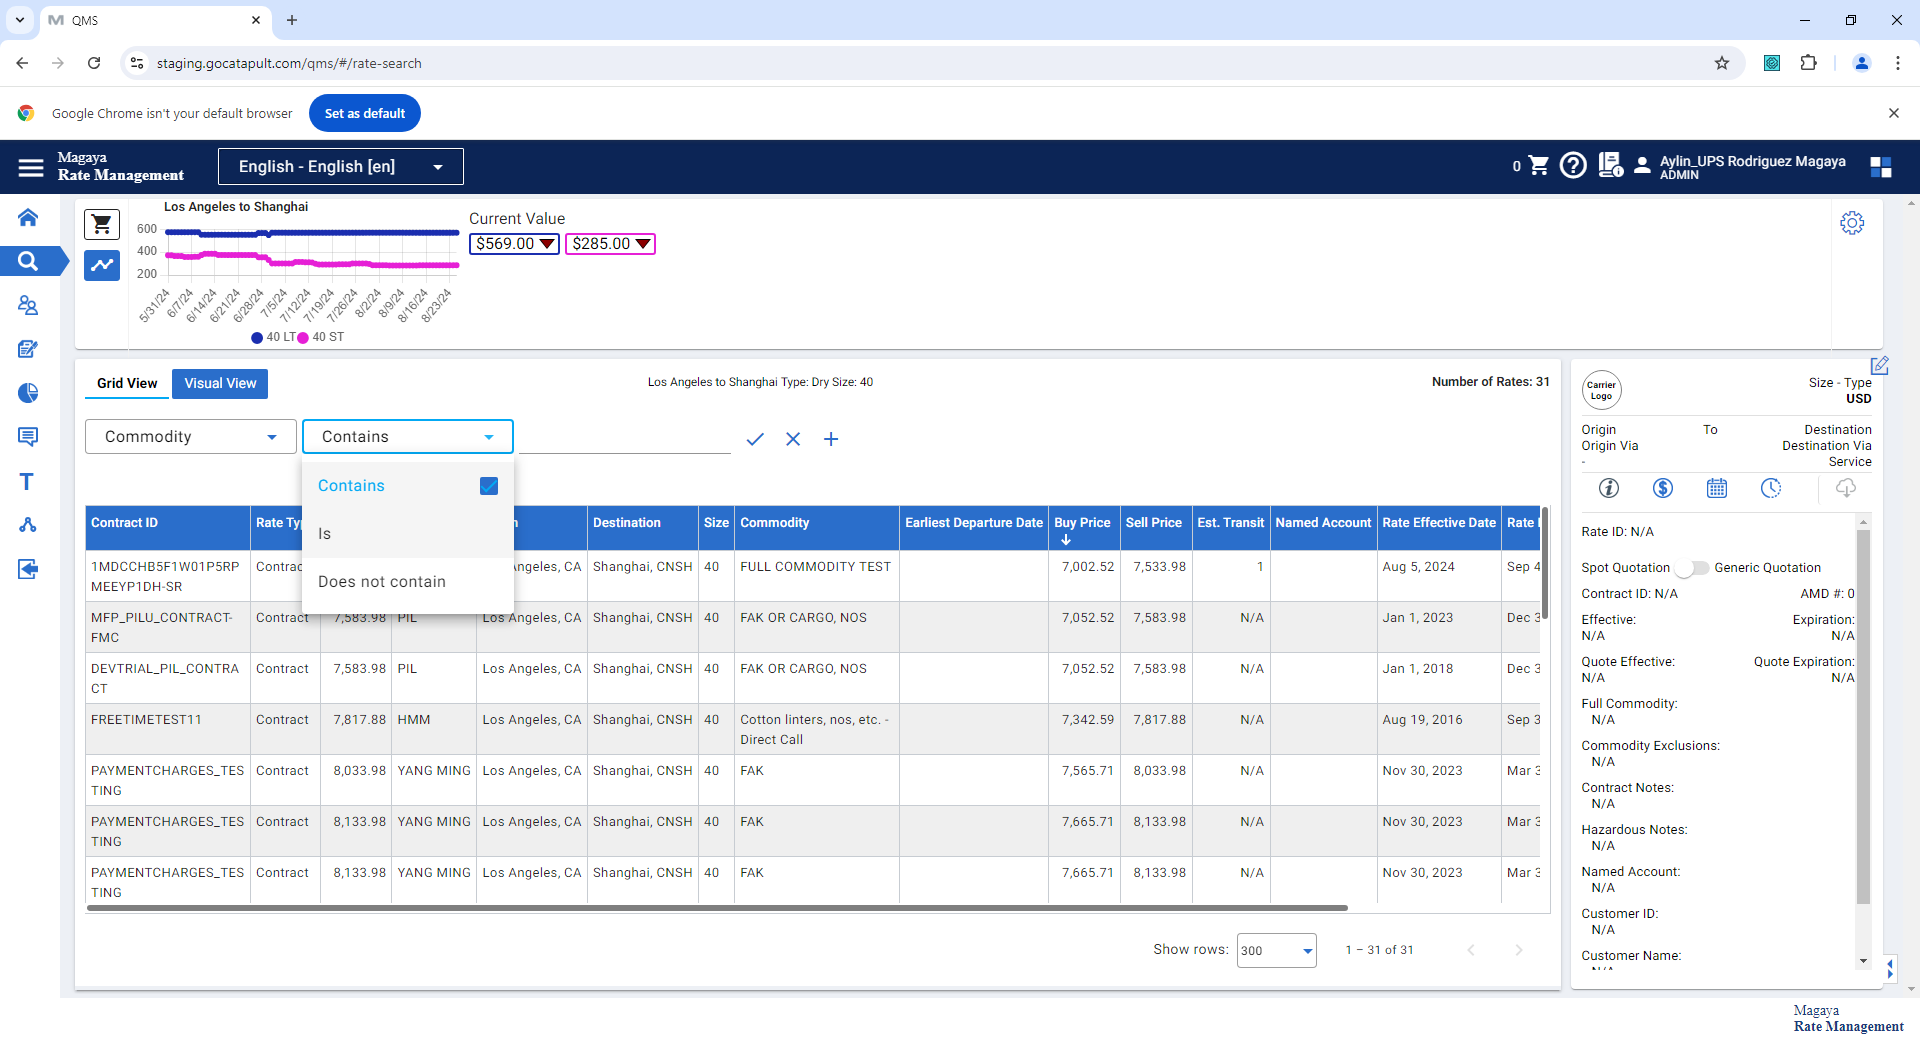 QMS
staging.gocatapult.com/qms/#/rate-search
Google Chrome isn't your default browser
Set as default
Magaya
Rate Management
English - English [en]
0
Aylin_UPS Rodriguez Magaya
ADMIN
Los Angeles to Shanghai
600
400
200
5/31/24
6/7/24
6/14/24
6/21/24
6/28/24
7/5/24
7/12/24
7/19/24
7/26/24
8/2/24
8/9/24
8/16/24
8/23/24
40 LT
40 ST
Current Value
$569.00
$285.00
Grid View
Visual View
Los Angeles to Shanghai Type: Dry Size: 40
Number of Rates: 31
Commodity
Contains
Contains
Is
Does not contain
Contract ID
Destination
Size
Commodity
Earliest Departure Date
Buy Price
Sell Price
Est. Transit
Named Account
Rate Effective Date
1MDCCHB5F1W01P5RP
MEEYP1DH-SR
Shanghai, CNSH
40
FULL COMMODITY TEST
7,002.52
7,533.98
1
Aug 5, 2024
Sep 4
MFP_PILU_CONTRACT-
FMC
Contract
7,583.98
PIL
Los Angeles, CA
Shanghai, CNSH
40
FAK OR CARGO, NOS
7,052.52
7,583.98
N/A
Jan 1, 2023
Dec 3
DEVTRIAL_PIL_CONTRA
CT
Contract
7,583.98
PIL
Los Angeles, CA
Shanghai, CNSH
40
FAK OR CARGO, NOS
7,052.52
7,583.98
N/A
Jan 1, 2018
Dec 3
FREETIMETEST11
Contract
7,817.88
HMM
Los Angeles, CA
Shanghai, CNSH
40
Cotton linters, nos, etc. -
Direct Call
7,342.59
7,817.88
N/A
Aug 19, 2016
Sep 3
PAYMENTCHARGES_TES
TING
Contract
8,033.98
YANG MING
Los Angeles, CA
Shanghai, CNSH
40
FAK
7,565.71
8,033.98
N/A
Nov 30, 2023
Mar 3
PAYMENTCHARGES_TES
TING
Contract
8,133.98
YANG MING
Los Angeles, CA
Shanghai, CNSH
40
FAK
7,665.71
8,133.98
N/A
Nov 30, 2023
Mar 3
PAYMENTCHARGES_TES
TING
Contract
8,133.98
YANG MING
Los Angeles, CA
Shanghai, CNSH
40
FAK
7,665.71
8,133.98
N/A
Nov 30, 2023
Mar 3
Show rows:
300
1 – 31 of 31
Carrier
Logo
Size - Type
USD
Origin
To
Destination
Origin Via
Destination Via
-
Service
Rate ID: N/A
Spot Quotation
Generic Quotation
Contract ID: N/A
AMD #: 0
Effective:
Expiration:
N/A
N/A
Quote Effective:
Quote Expiration:
N/A
N/A
Full Commodity:
N/A
Commodity Exclusions:
N/A
Contract Notes:
N/A
Hazardous Notes:
N/A
Named Account:
N/A
Customer ID:
N/A
Customer Name:
Magaya
Rate Management